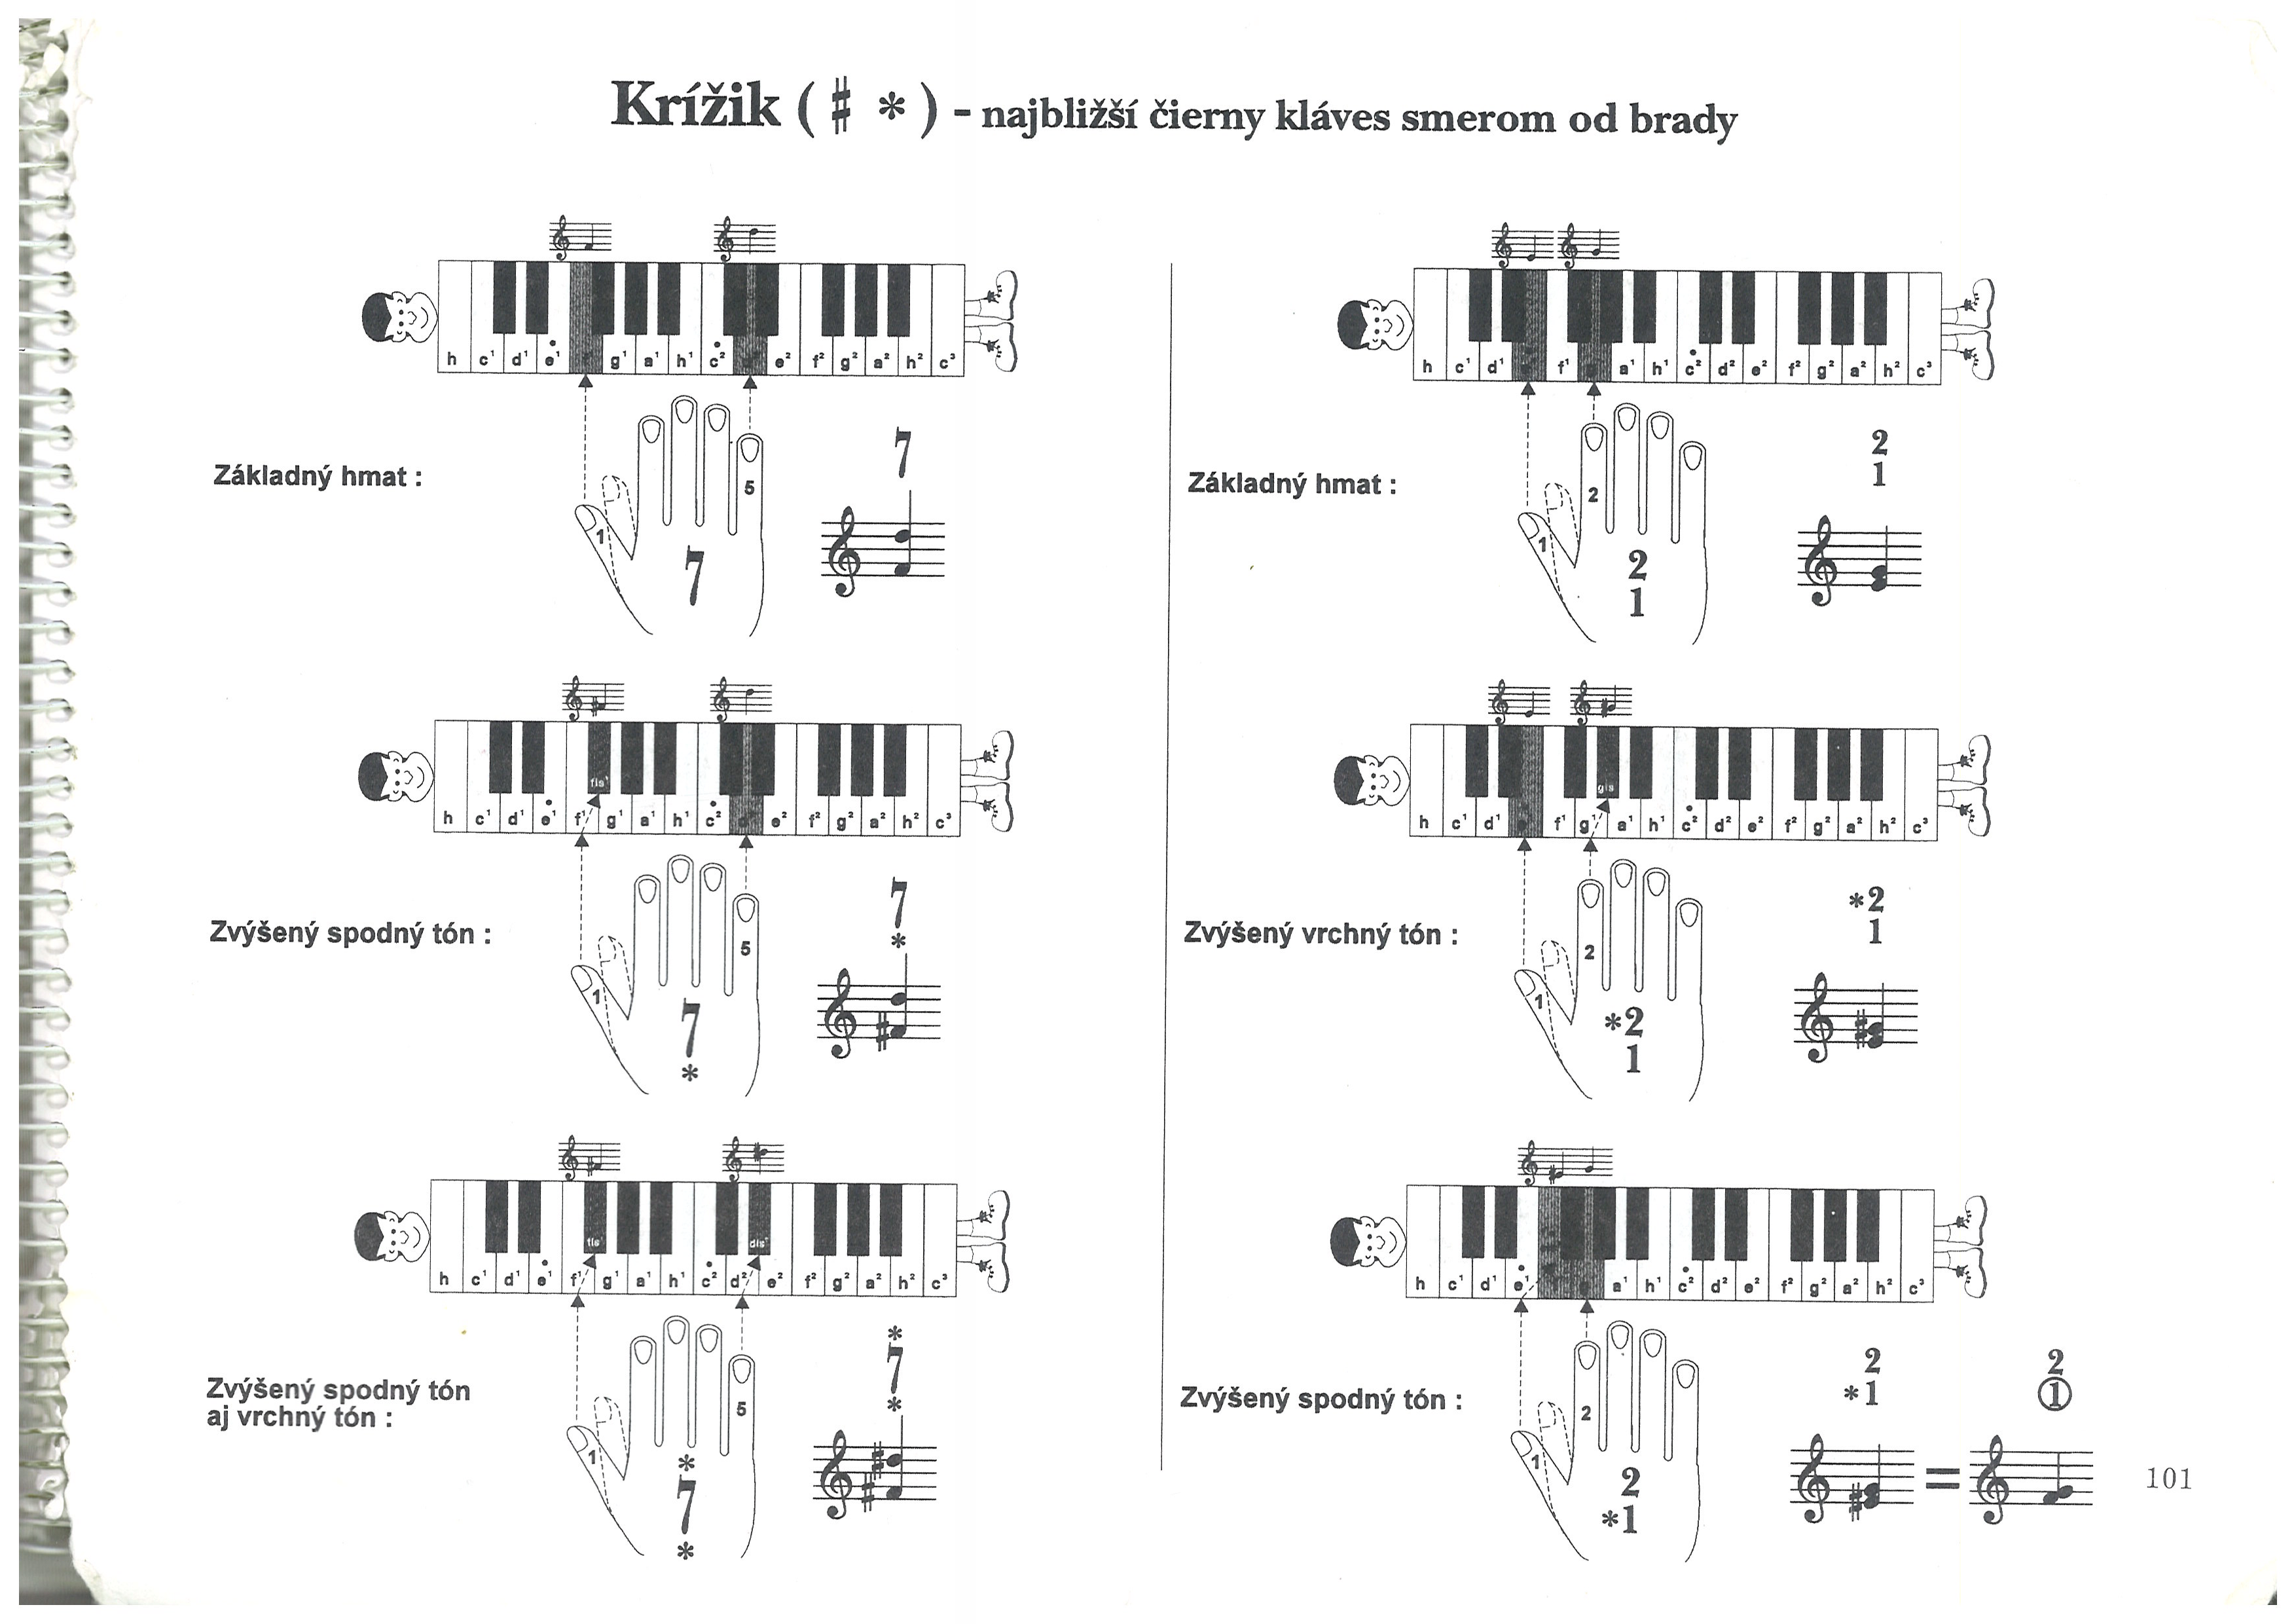 Krížik ( ♯ * ) - najbližší čierny kláves smerom od brady
h c¹ d¹ e¹ g¹ a¹ h¹ c² e² f² g² a² h² c³
Základný hmat :
1 5
7
7
h c¹ d¹ e¹ f¹ g¹ a¹ h¹ c² e² f² g² a² h² c³
fis¹
Zvýšený spodný tón :
1 5
7
*
7
*
h c¹ d¹ e¹ f¹ g¹ a¹ h¹ c² d² e² f² g² a² h² c³
fis¹ dis²
Zvýšený spodný tón
aj vrchný tón :
1 5
*
7
*
*
7
*
h c¹ d¹ f¹ a¹ h¹ c² d² e² f² g² a² h² c³
Základný hmat :
1 2
2
1
2
1
h c¹ d¹ f¹ g¹ a¹ h¹ c² d² e² f² g² a² h² c³
gis
Zvýšený vrchný tón :
1 2
*2
1
*2
1
h c¹ d¹ e¹ a¹ h¹ c² d² e² f² g² a² h² c³
Zvýšený spodný tón :
1 2
2
*1
2
*1
=
2
1
101